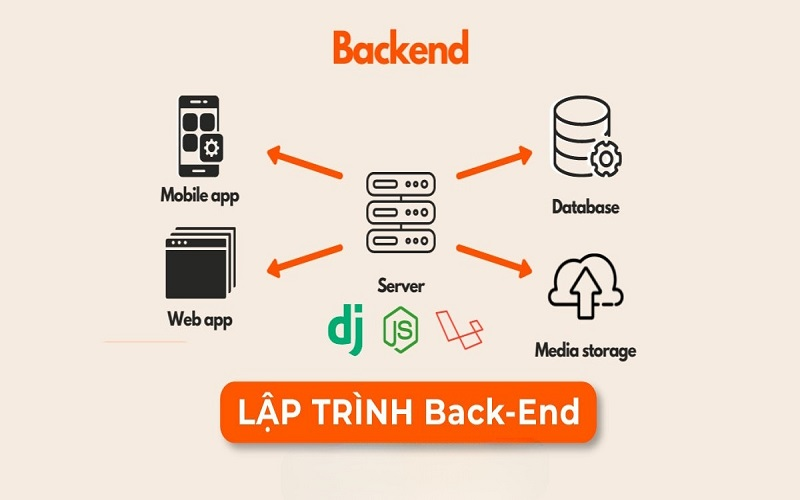 Backend
Mobile app
Database
Web app
Server
Media storage
dj
JS
LẬP TRÌNH Back-End